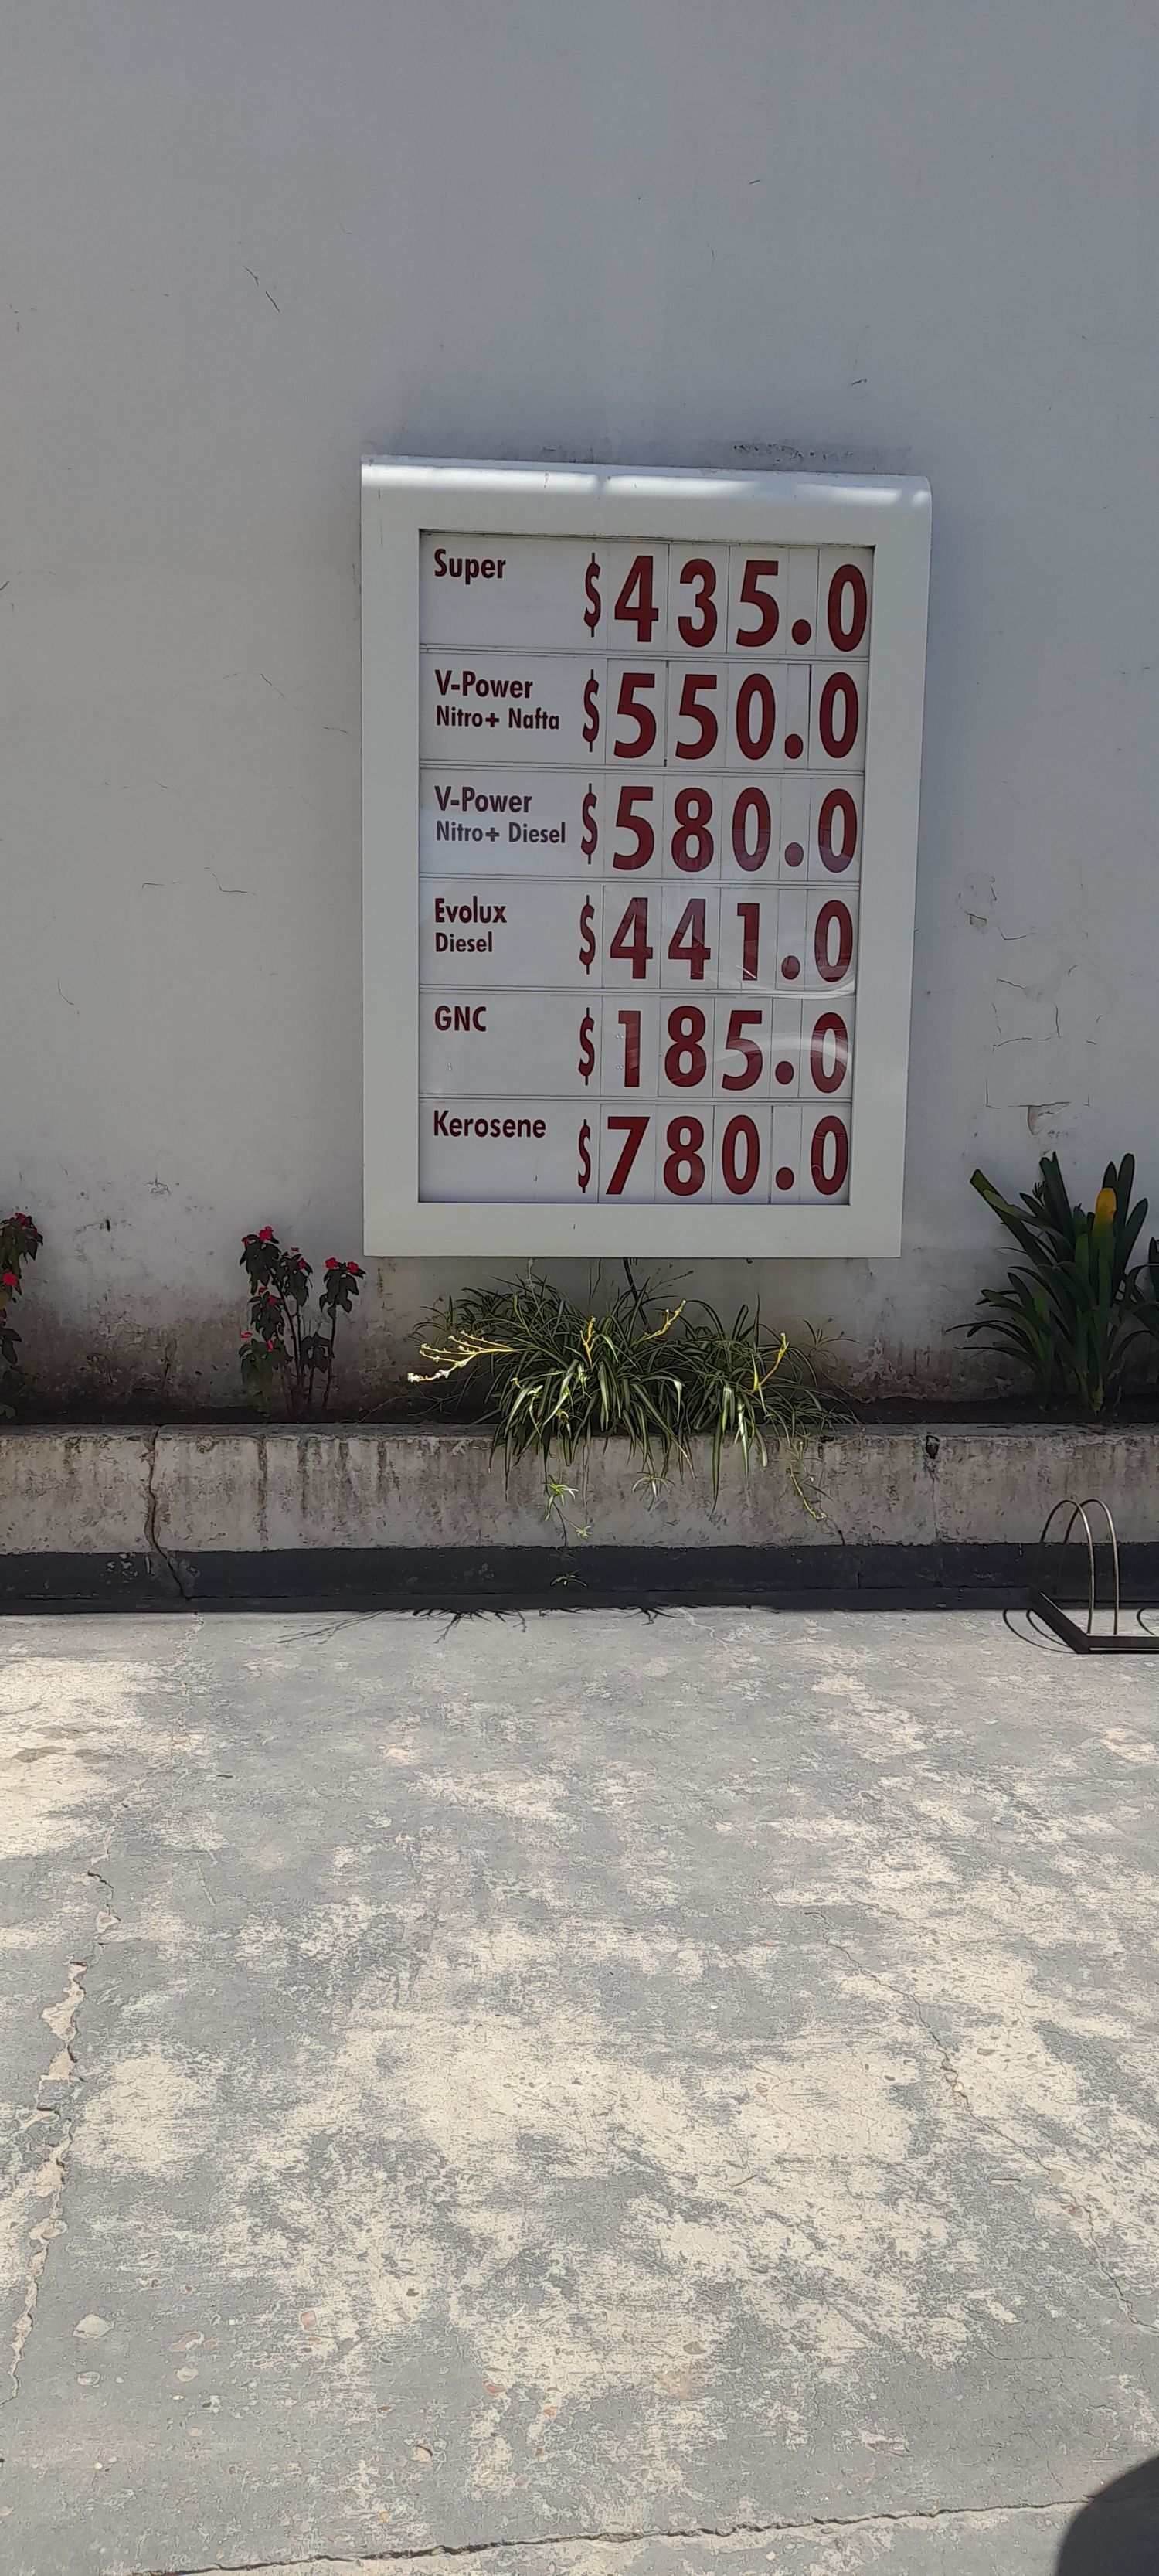 Super $435.0
V-Power
Nitro+ Nafta $550.0
V-Power
Nitro+ Diesel $580.0
Evolux
Diesel $441.0
GNC $185.0
Kerosene $780.0